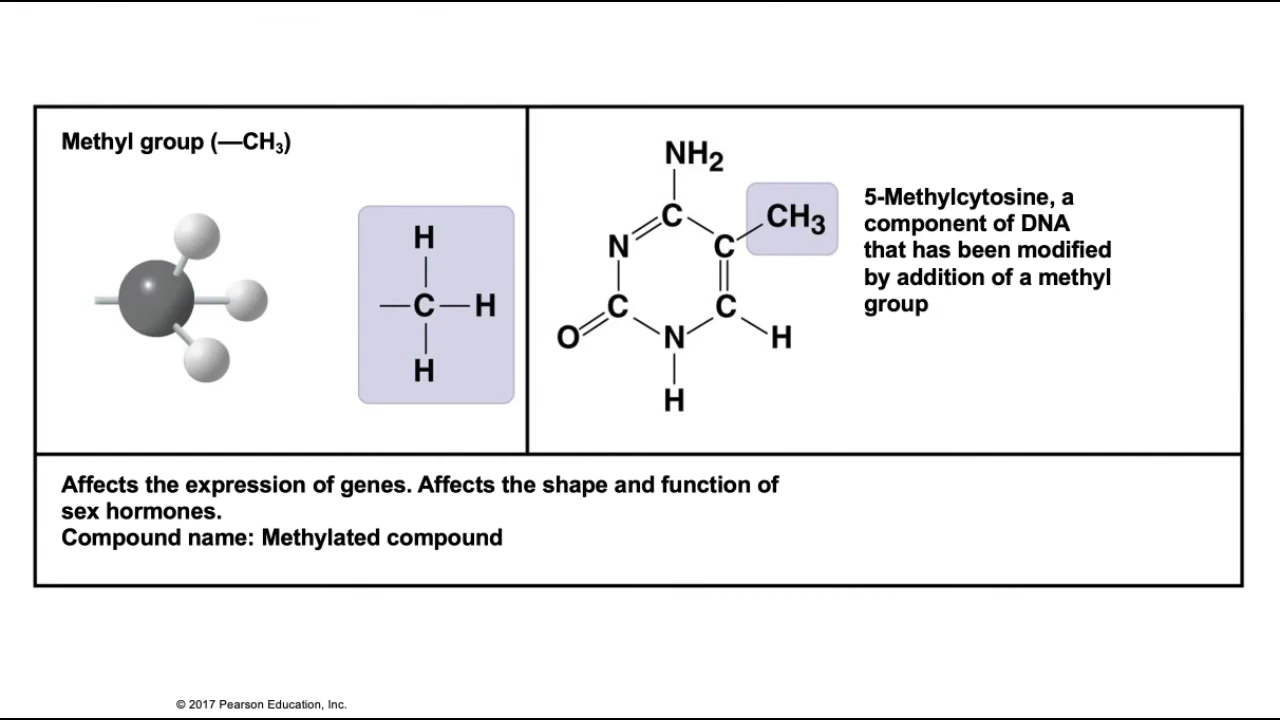 Methyl group (—CH₃)
H
—C—H
H
NH₂
C
CH₃
N
C
C
C
O
N
H
H
5-Methylcytosine, a
component of DNA
that has been modified
by addition of a methyl
group
Affects the expression of genes. Affects the shape and function of
sex hormones.
Compound name: Methylated compound
© 2017 Pearson Education, Inc.